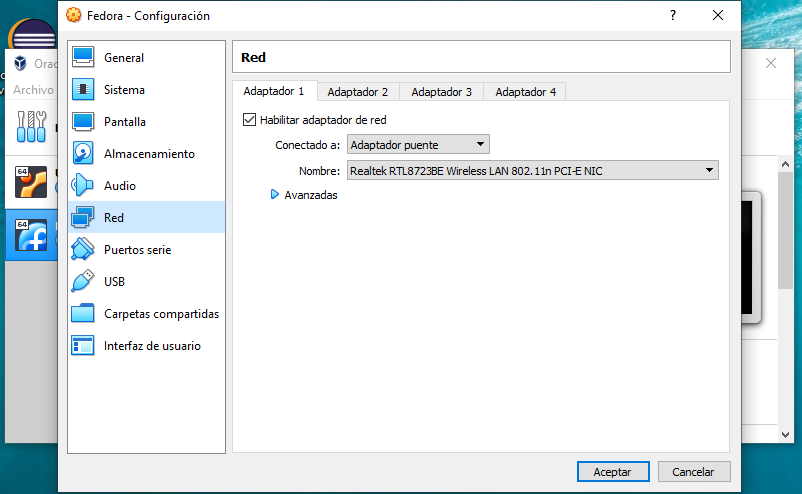 Fedora - Configuración
?
Orac
Archivo
General
Sistema
Pantalla
Almacenamiento
Audio
Red
Puertos serie
USB
Carpetas compartidas
Interfaz de usuario
Red
Adaptador 1 Adaptador 2 Adaptador 3 Adaptador 4
Habilitar adaptador de red
Conectado a: Adaptador puente
Nombre: Realtek RTL8723BE Wireless LAN 802.11n PCI-E NIC
Avanzadas
64
64
Aceptar Cancelar